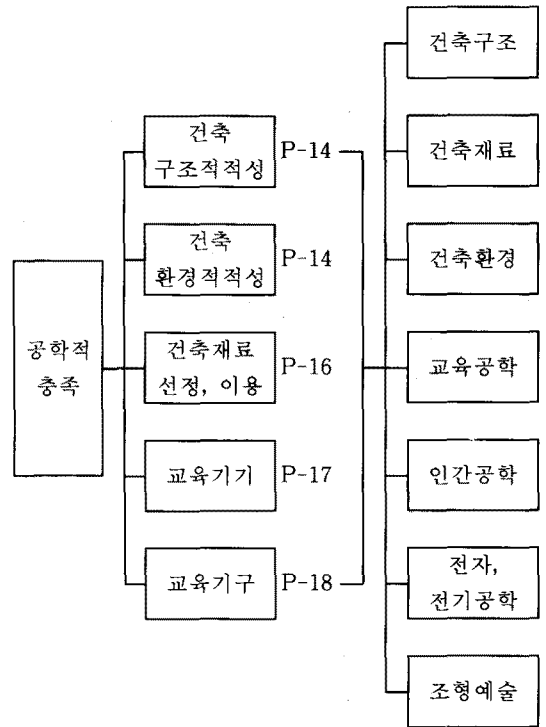 공학적
충족
건축
구조적적성
P-14
건축
환경적적성
P-14
건축재료
선정, 이용
P-16
교육기기
P-17
교육기구
P-18
건축구조
건축재료
건축환경
교육공학
인간공학
전자,
전기공학
조형예술